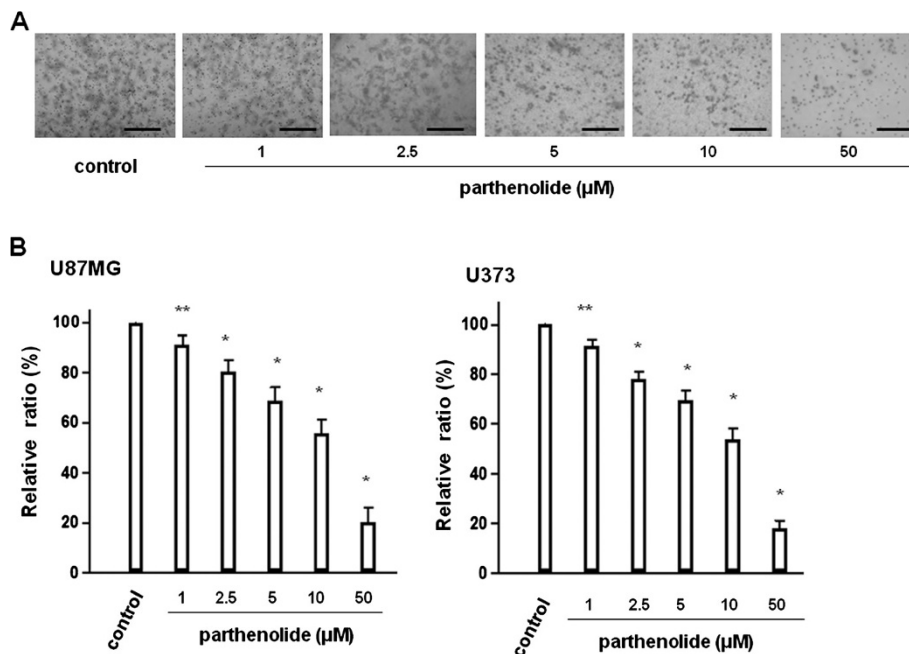 A
control
1 2.5 5 10 50
parthenolide (µM)
B
U87MG
Relative ratio (%)
100
80
60
40
20
0
** * * * *
control 1 2.5 5 10 50
parthenolide (µM)
U373
Relative ratio (%)
100
80
60
40
20
0
** * * * *
control 1 2.5 5 10 50
parthenolide (µM)